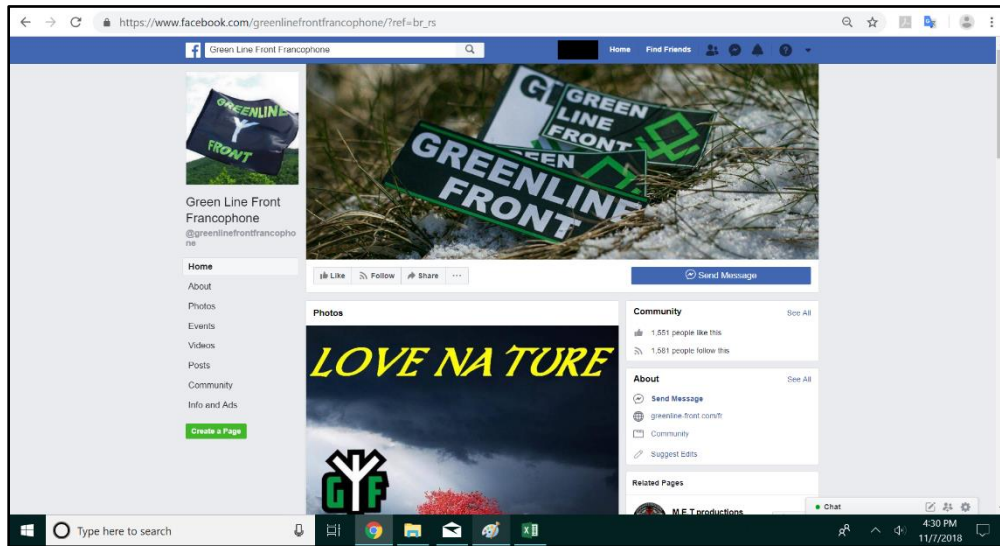 https://www.facebook.com/greenlinefrontfrancophone/?ref=br_rs
Green Line Front Francophone
Home Find Friends
GREENLINE
FRONT
GREEN
LINE
FRONT
GREENLINE
FRONT
Green Line Front
Francophone
@greenlinefrontfrancopho
ne
Home
About
Photos
Events
Videos
Posts
Community
Info and Ads
Create a Page
Like Follow Share ...
Send Message
Photos
LOVE NA TURE
G F
Community See All
1,551 people like this
1,581 people follow this
About See All
Send Message
greenline-front.com/fr
Community
Suggest Edits
Related Pages
M.E.T productions
Chat
Type here to search
4:30 PM
11/7/2018